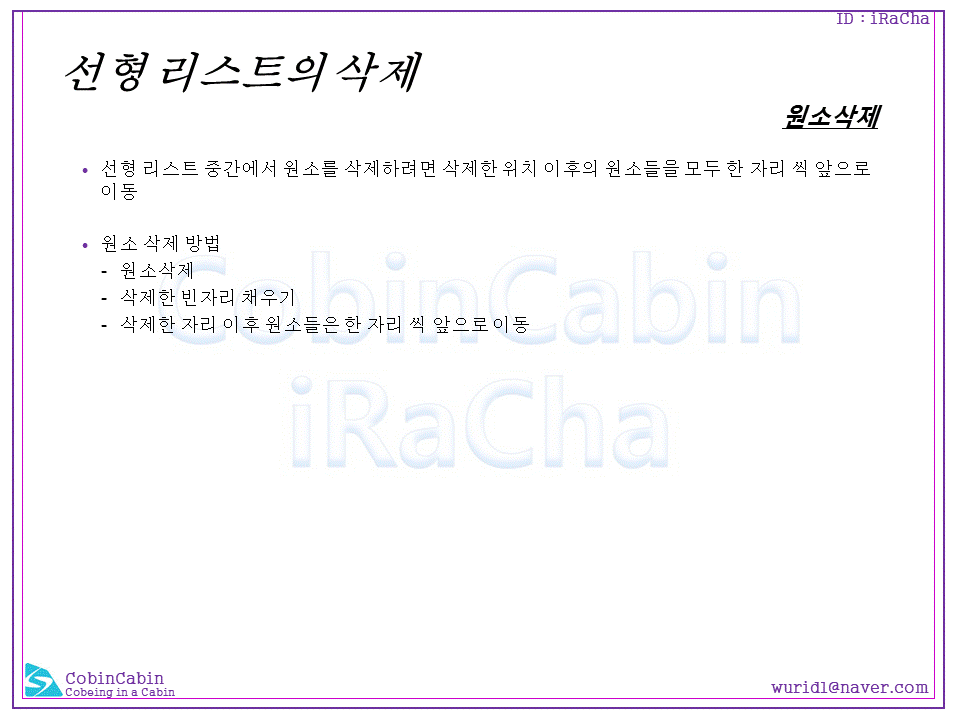 ID : iRaCha
선형 리스트의 삭제
원소삭제
• 선형 리스트 중간에서 원소를 삭제하려면 삭제한 위치 이후의 원소들을 모두 한 자리 씩 앞으로
이동
• 원소 삭제 방법
- 원소삭제
- 삭제한 빈자리 채우기
- 삭제한 자리 이후 원소들은 한 자리 씩 앞으로 이동
CobinCabin
iRaCha
CobinCabin
Cobeing in a Cabin
wurid1@naver.com